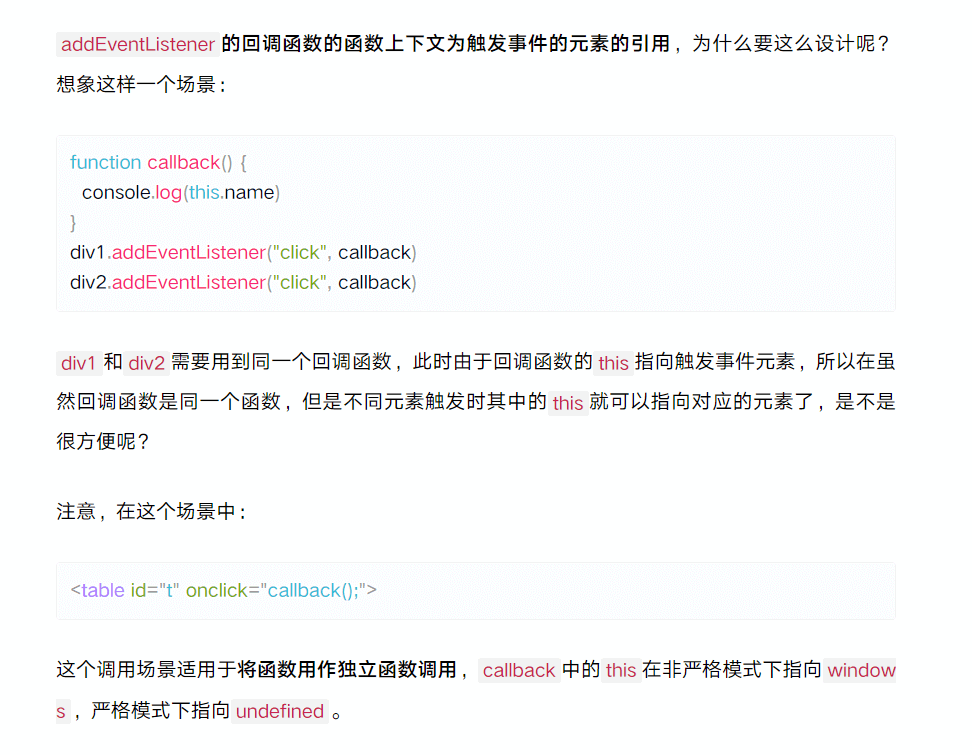 addEventListener 的回调函数的函数上下文为触发事件的元素的引用，为什么要这么设计呢？
想象这样一个场景：
function callback() {
  console.log(this.name)
}
div1.addEventListener("click", callback)
div2.addEventListener("click", callback)
div1 和 div2 需要用到同一个回调函数，此时由于回调函数的 this 指向触发事件元素，所以在虽
然回调函数是同一个函数，但是不同元素触发时其中的 this 就可以指向对应的元素了，是不是
很方便呢？
注意，在这个场景中：
<table id="t" onclick="callback();">
这个调用场景适用于将函数用作独立函数调用，callback 中的 this 在非严格模式下指向 window
s，严格模式下指向 undefined 。